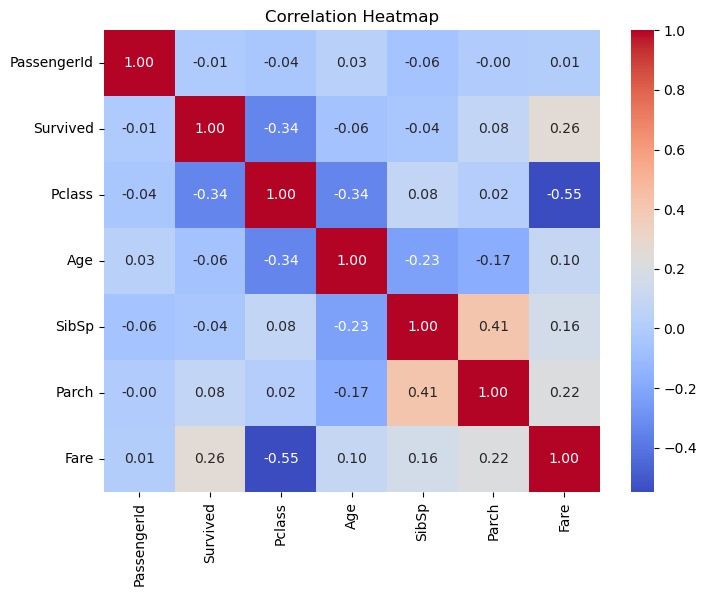 Correlation Heatmap
PassengerId 1.00 -0.01 -0.04 0.03 -0.06 -0.00 0.01
Survived -0.01 1.00 -0.34 -0.06 -0.04 0.08 0.26
Pclass -0.04 -0.34 1.00 -0.34 0.08 0.02 -0.55
Age 0.03 -0.06 -0.34 1.00 -0.23 -0.17 0.10
SibSp -0.06 -0.04 0.08 -0.23 1.00 0.41 0.16
Parch -0.00 0.08 0.02 -0.17 0.41 1.00 0.22
Fare 0.01 0.26 -0.55 0.10 0.16 0.22 1.00
PassengerId Survived Pclass Age SibSp Parch Fare
1.0
0.8
0.6
0.4
0.2
0.0
−0.2
−0.4